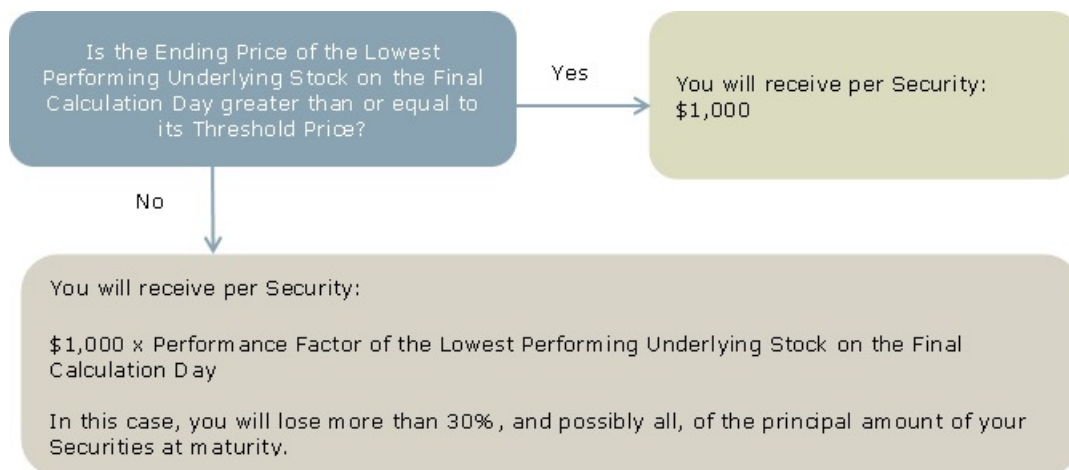 Is the Ending Price of the Lowest
Performing Underlying Stock on the Final
Calculation Day greater than or equal to
its Threshold Price?
Yes
You will receive per Security:
$1,000
No
You will receive per Security:
$1,000 x Performance Factor of the Lowest Performing Underlying Stock on the Final
Calculation Day
In this case, you will lose more than 30%, and possibly all, of the principal amount of your
Securities at maturity.